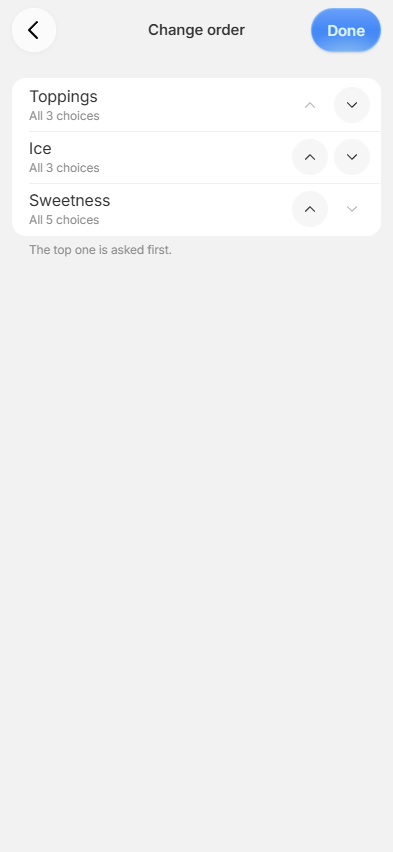 Change order
Done
Toppings
All 3 choices
Ice
All 3 choices
Sweetness
All 5 choices
The top one is asked first.